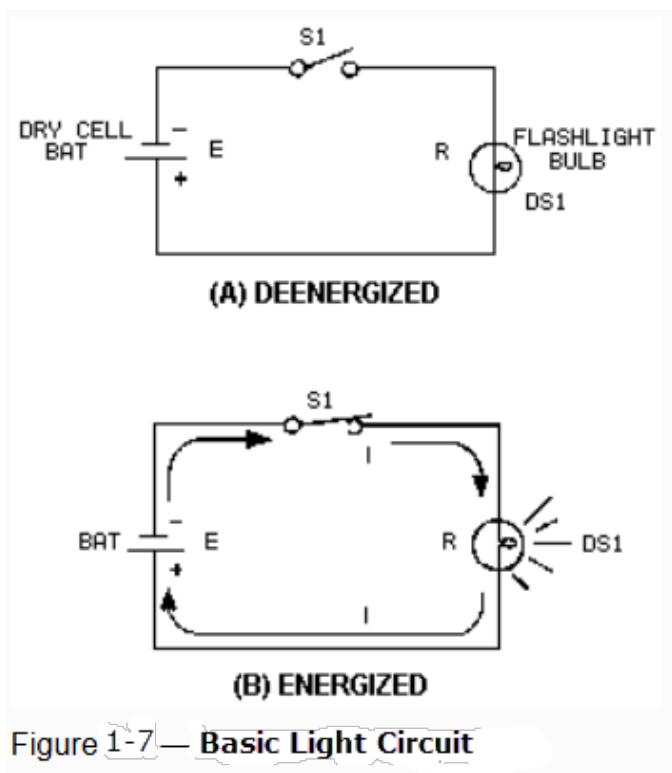 S1
DRY CELL
BAT
−
E
+
R
FLASHLIGHT
BULB
DS1
(A) DEENERGIZED
S1
I
BAT
−
E
+
R
DS1
I
(B) ENERGIZED
Figure 1-7— Basic Light Circuit